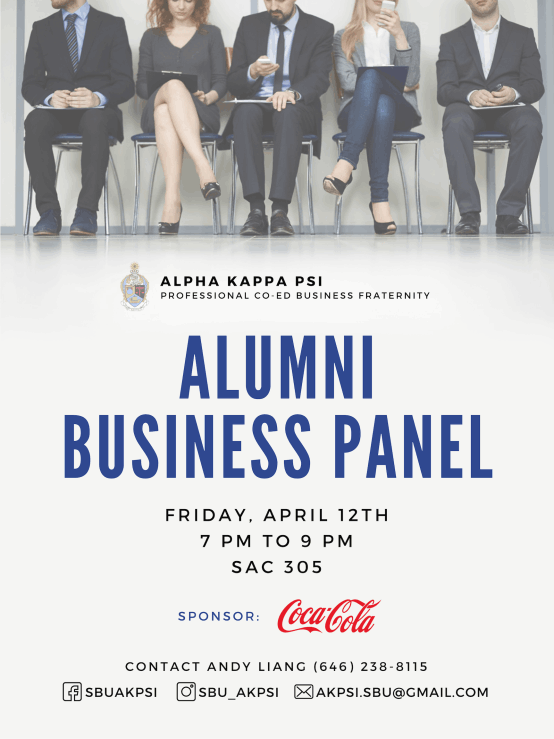 ALPHA KAPPA PSI
PROFESSIONAL CO-ED BUSINESS FRATERNITY
ALUMNI
BUSINESS PANEL
FRIDAY, APRIL 12TH
7 PM TO 9 PM
SAC 305
SPONSOR: Coca-Cola
CONTACT ANDY LIANG (646) 238-8115
SBUAKPSI SBU_AKPSI AKPSI.SBU@GMAIL.COM